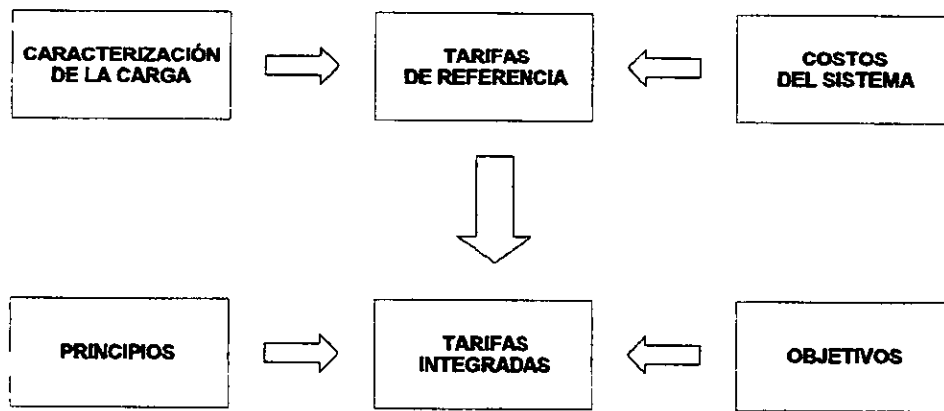 CARACTERIZACIÓN
DE LA CARGA
TARIFAS
DE REFERENCIA
COSTOS
DEL SISTEMA
PRINCIPIOS
TARIFAS
INTEGRADAS
OBJETIVOS